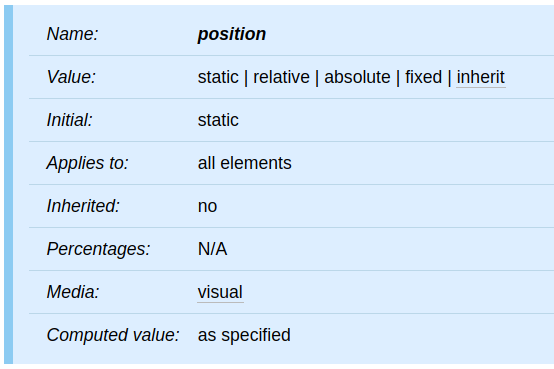 Name: position
Value: static | relative | absolute | fixed | inherit
Initial: static
Applies to: all elements
Inherited: no
Percentages: N/A
Media: visual
Computed value: as specified